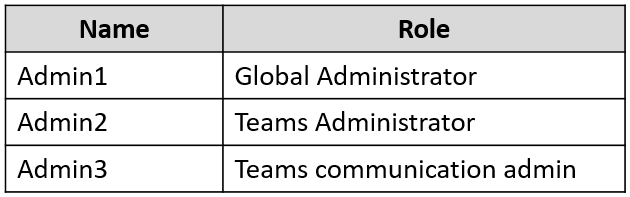 Name Role
Admin1 Global Administrator
Admin2 Teams Administrator
Admin3 Teams communication admin